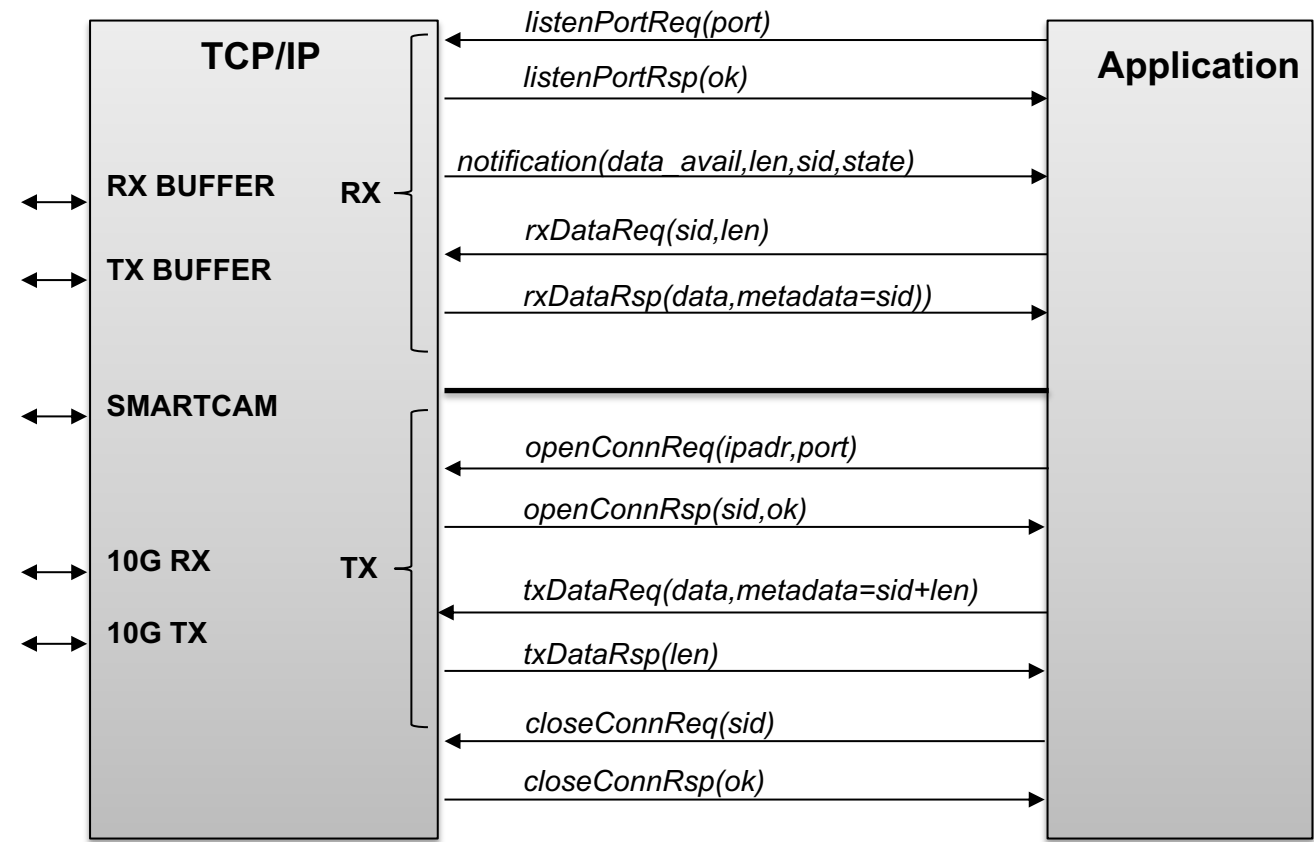 TCP/IP
Application
listenPortReq(port)
listenPortRsp(ok)
notification(data_avail,len,sid,state)
RX BUFFER
RX
rxDataReq(sid,len)
TX BUFFER
rxDataRsp(data,metadata=sid))
SMARTCAM
openConnReq(ipadr,port)
openConnRsp(sid,ok)
10G RX
TX
txDataReq(data,metadata=sid+len)
10G TX
txDataRsp(len)
closeConnReq(sid)
closeConnRsp(ok)